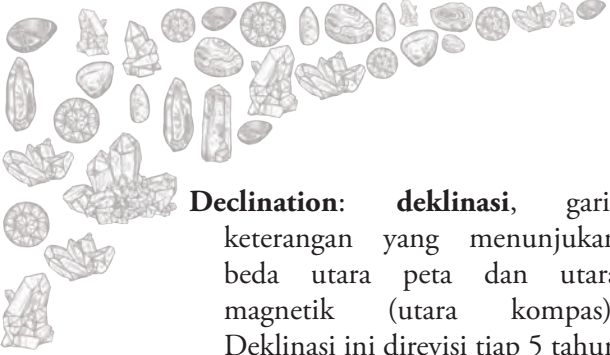 Declination: deklinasi, gari
keterangan yang menunjukan
beda utara peta dan utara
magnetik (utara kompas)
Deklinasi ini direvisi tiap 5 tahun